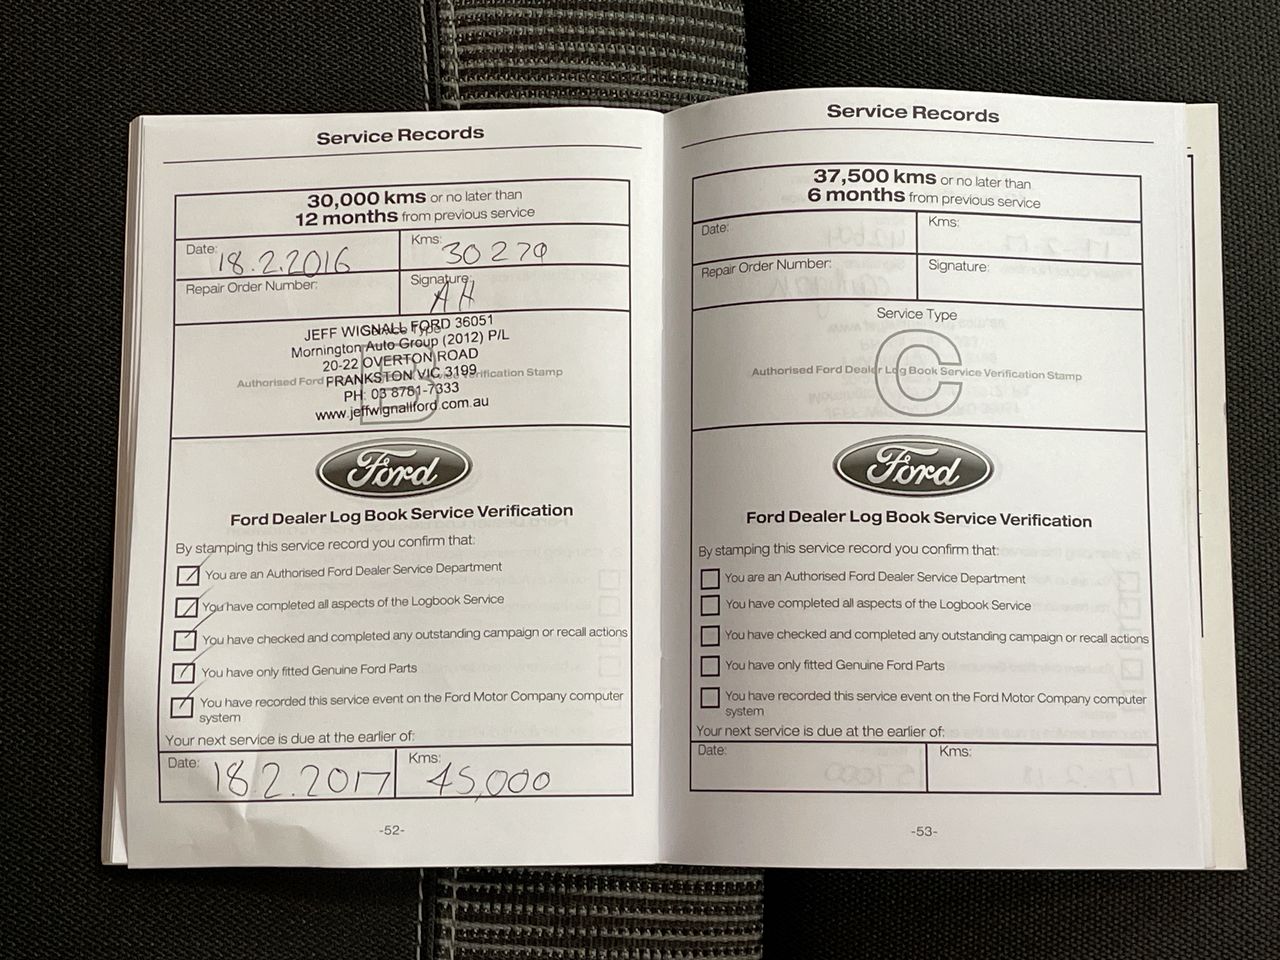 Service Records
30,000 kms or no later than
12 months from previous service
Date: 18.2.2016
Kms: 30270
Repair Order Number:
Signature: AH
Service Type
B
JEFF WIGNALL FORD 36051
Mornington Auto Group (2012) P/L
20-22 OVERTON ROAD
FRANKSTON VIC 3199
PH: 03 8781-7333
www.jeffwignallford.com.au
Authorised Ford Service Verification Stamp
Ford
Ford Dealer Log Book Service Verification
By stamping this service record you confirm that:
You are an Authorised Ford Dealer Service Department
You have completed all aspects of the Logbook Service
You have checked and completed any outstanding campaign or recall actions
You have only fitted Genuine Ford Parts
You have recorded this service event on the Ford Motor Company computer
system
Your next service is due at the earlier of:
Date: 18.2.2017
Kms: 45,000
-52-
Service Records
37,500 kms or no later than
6 months from previous service
Date:
Kms:
Repair Order Number:
Signature:
Service Type
C
Authorised Ford Dealer Log Book Service Verification Stamp
Ford
Ford Dealer Log Book Service Verification
By stamping this service record you confirm that:
You are an Authorised Ford Dealer Service Department
You have completed all aspects of the Logbook Service
You have checked and completed any outstanding campaign or recall actions
You have only fitted Genuine Ford Parts
You have recorded this service event on the Ford Motor Company computer
system
Your next service is due at the earlier of:
Date:
Kms:
-53-